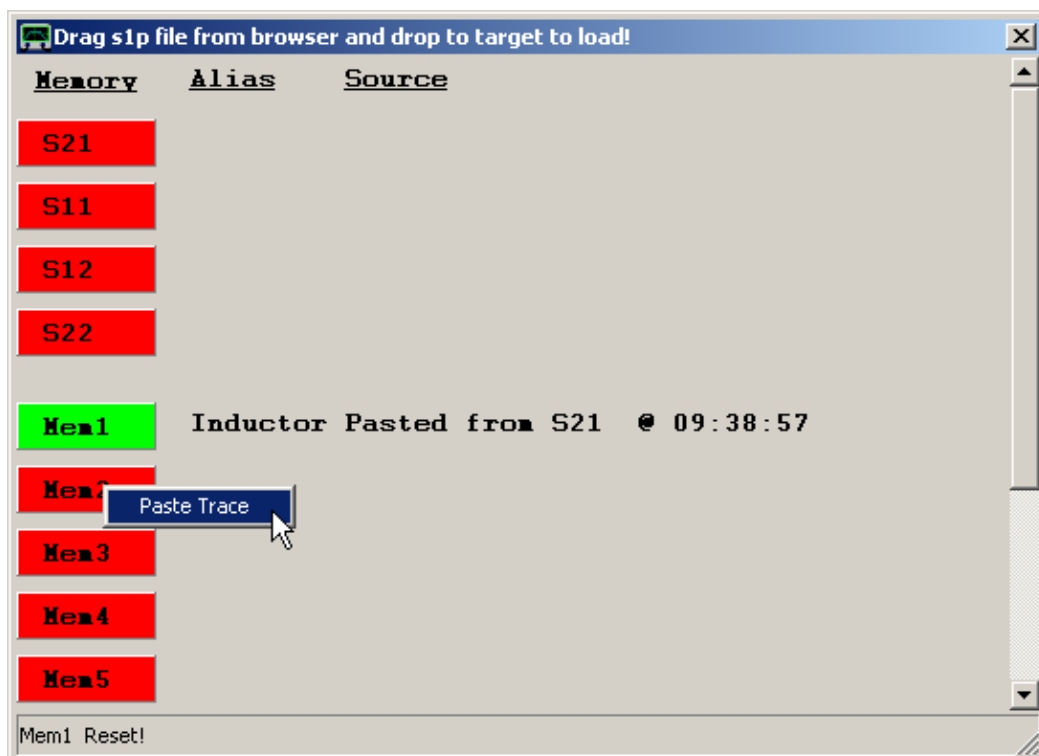 Drag s1p file from browser and drop to target to load!
Memory Alias Source
S21
S11
S12
S22
Mem1 Inductor Pasted from S21 @ 09:38:57
Mem2
Paste Trace
Mem3
Mem4
Mem5
Mem1 Reset!